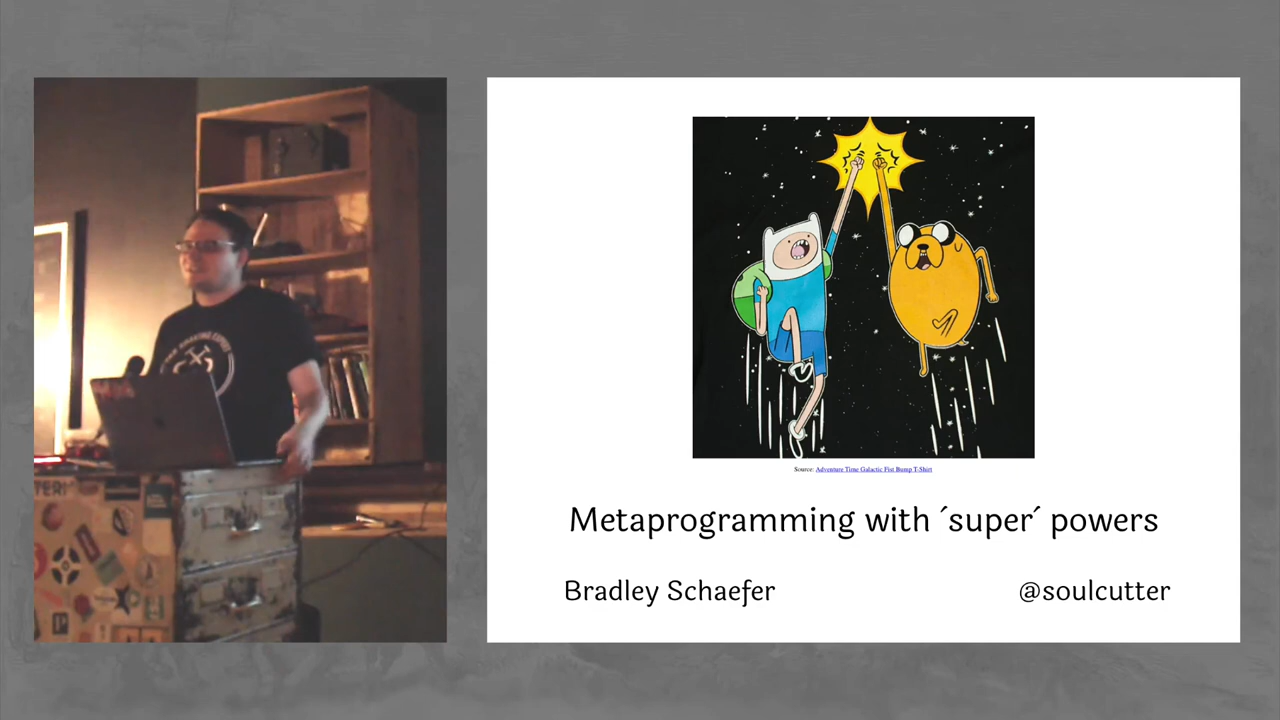 Source: Adventure Time Galactic Fist Bump T-Shirt
Metaprogramming with ´super´ powers
Bradley Schaefer @soulcutter